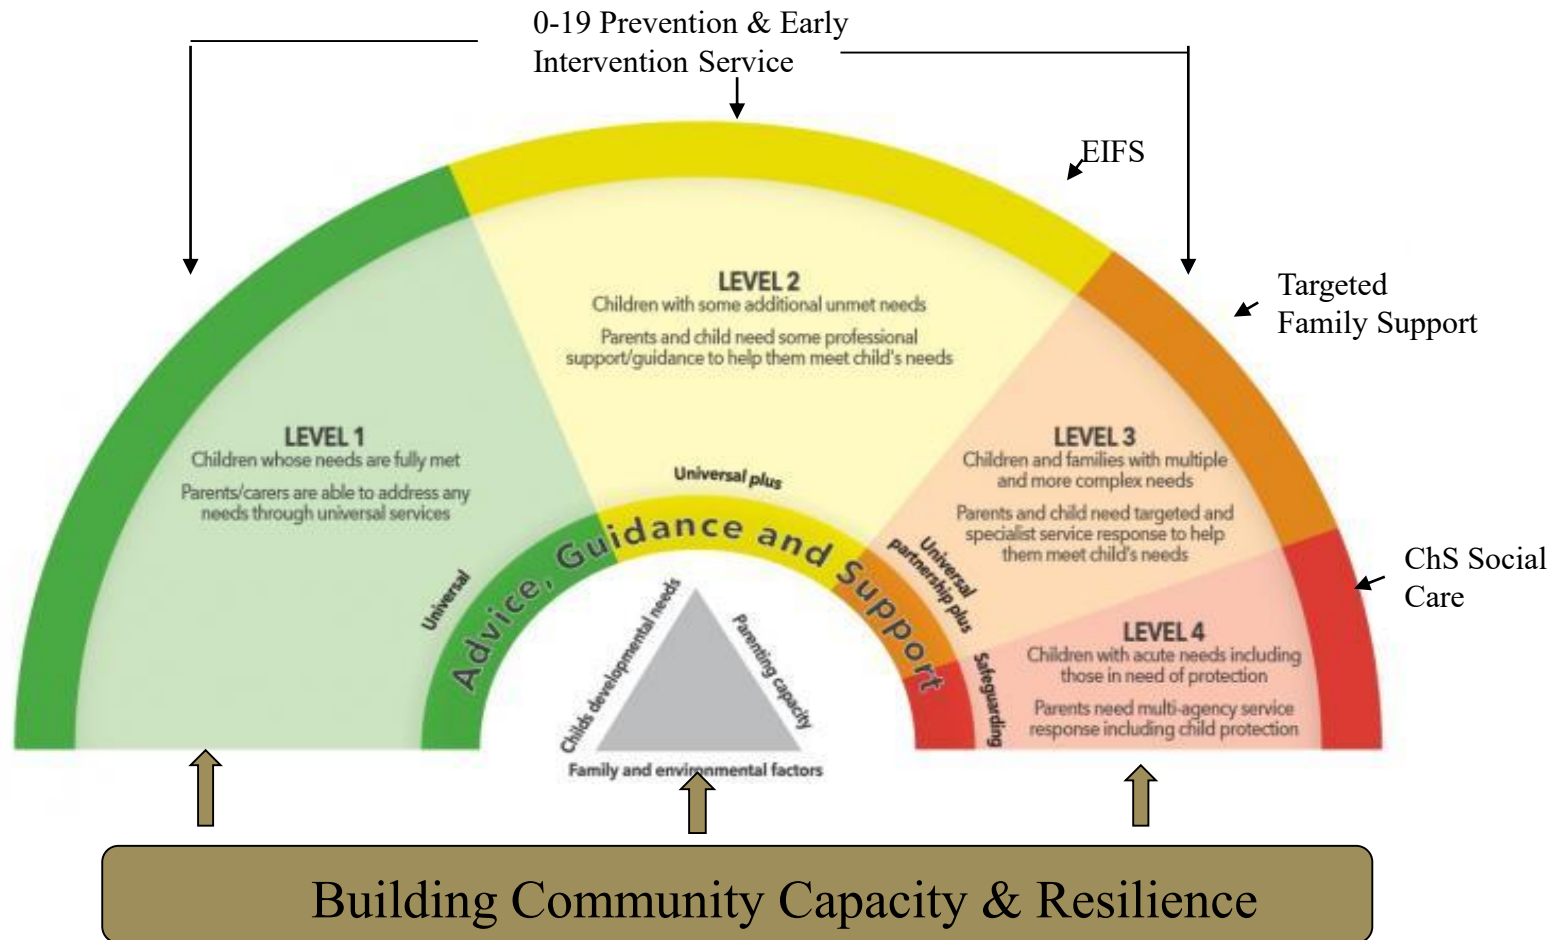 0-19 Prevention & Early
Intervention Service
EIFS
Targeted
Family Support
ChS Social
Care
LEVEL 1
Children whose needs are fully met
Parents/carers are able to address any
needs through universal services
LEVEL 2
Children with some additional unmet needs
Parents and child need some professional
support/guidance to help them meet child's needs
LEVEL 3
Children and families with multiple
and more complex needs
Parents and child need targeted and
specialist service response to help
them meet child's needs
LEVEL 4
Children with acute needs including
those in need of protection
Parents need multi-agency service
response including child protection
Universal
Universal plus
Universal
partnership plus
Safeguarding
Advice, Guidance and Support
Childs developmental needs
Parenting capacity
Family and environmental factors
Building Community Capacity & Resilience